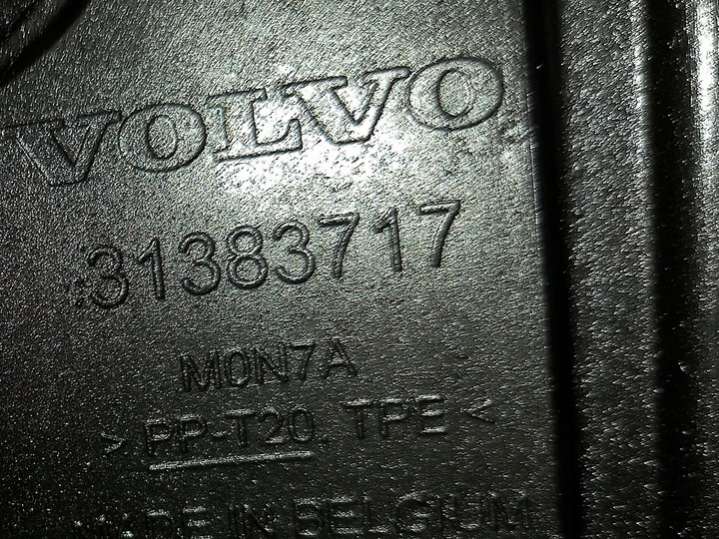 VOLVO
31383717
M0N7A
> PP-T20, TPE <
MADE IN BELGIUM